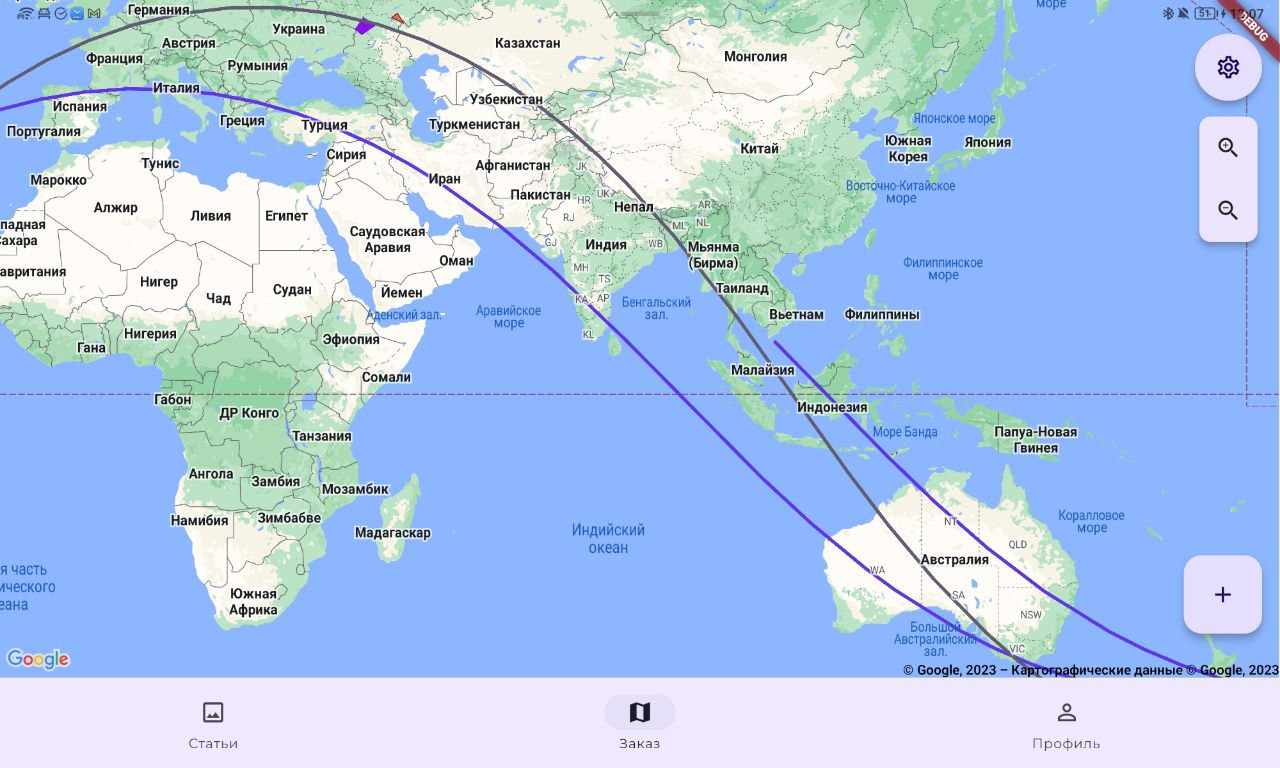 Германия
море
51
07
DEBUG
Украина
Австрия
Казахстан
Франция
Монголия
Румыния
Италия
Узбекистан
Испания
Греция
Турция
Туркменистан
Японское море
Португалия
Южная
Корея
Япония
Китай
Тунис
Сирия
Афганистан
JK
Марокко
Иран
Пакистан
HR
UK
Восточно-Китайское
море
Алжир
Ливия
Египет
Непал
AR
RJ
ML
NL
падная
Сахара
Саудовская
Аравия
GJ
Индия
WB
Мьянма
(Бирма)
Оман
авритания
Нигер
Чад
Судан
Йемен
MH
TS
Филиппинское
море
Таиланд
KA
AP
Аденский зал.
Аравийское
море
Бенгальский
зал.
Вьетнам
Филиппины
Гана
Нигерия
Эфиопия
KL
Сомали
Малайзия
Габон
ДР Конго
Индонезия
Танзания
Море Банда
Папуа-Новая
Гвинея
Ангола
Замбия
Мозамбик
Намибия
Зимбабве
Мадагаскар
Индийский
океан
NT
QLD
Коралловое
море
Австралия
WA
я часть
ического
еана
Южная
Африка
SA
NSW
Большой
Австралийский
зал.
VIC
Google
© Google, 2023 – Картографические данные © Google, 2023
Статьи
Заказ
Профиль